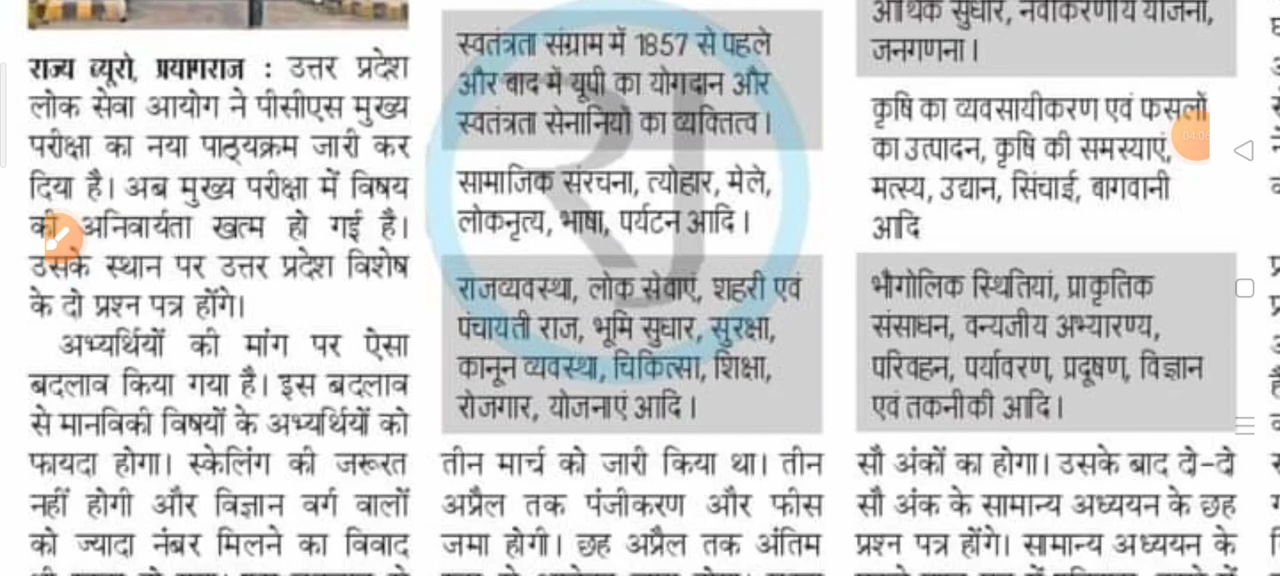 राज्य ब्यूरो, प्रयागराज : उत्तर प्रदेश
लोक सेवा आयोग ने पीसीएस मुख्य
परीक्षा का नया पाठ्यक्रम जारी कर
दिया है। अब मुख्य परीक्षा में विषय
की अनिवार्यता खत्म हो गई है।
उसके स्थान पर उत्तर प्रदेश विशेष
के दो प्रश्न पत्र होंगे।
अभ्यर्थियों की मांग पर ऐसा
बदलाव किया गया है। इस बदलाव
से मानविकी विषयों के अभ्यर्थियों को
फायदा होगा। स्केलिंग की जरूरत
नहीं होगी और विज्ञान वर्ग वालों
को ज्यादा नंबर मिलने का विवाद
स्वतंत्रता संग्राम में 1857 से पहले
और बाद में यूपी का योगदान और
स्वतंत्रता सेनानियों का व्यक्तित्व।
सामाजिक संरचना, त्योहार, मेले,
लोकनृत्य, भाषा, पर्यटन आदि।
राजव्यवस्था, लोक सेवाएं, शहरी एवं
पंचायती राज, भूमि सुधार, सुरक्षा,
कानून व्यवस्था, चिकित्सा, शिक्षा,
रोजगार, योजनाएं आदि।
तीन मार्च को जारी किया था। तीन
अप्रैल तक पंजीकरण और फीस
जमा होगी। छह अप्रैल तक अंतिम
आर्थिक सुधार, नवीकरणीय योजना,
जनगणना।
कृषि का व्यवसायीकरण एवं फसलों
का उत्पादन, कृषि की समस्याएं,
मत्स्य, उद्यान, सिंचाई, बागवानी
आदि
भौगोलिक स्थितियां, प्राकृतिक
संसाधन, वन्यजीव अभ्यारण्य,
परिवहन, पर्यावरण, प्रदूषण, विज्ञान
एवं तकनीकी आदि।
सौ अंकों का होगा। उसके बाद दो-दो
सौ अंक के सामान्य अध्ययन के छह
प्रश्न पत्र होंगे। सामान्य अध्ययन के